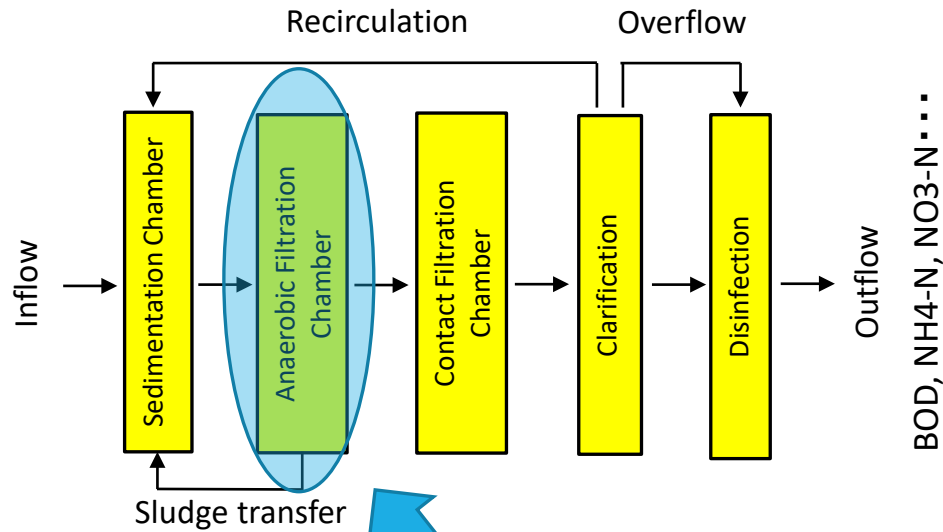 Recirculation
Overflow
Inflow
Sedimentation Chamber
Anaerobic Filtration
Chamber
Contact Filtration
Chamber
Clarification
Disinfection
Outflow
BOD, NH4-N, NO3-N・・・
Sludge transfer